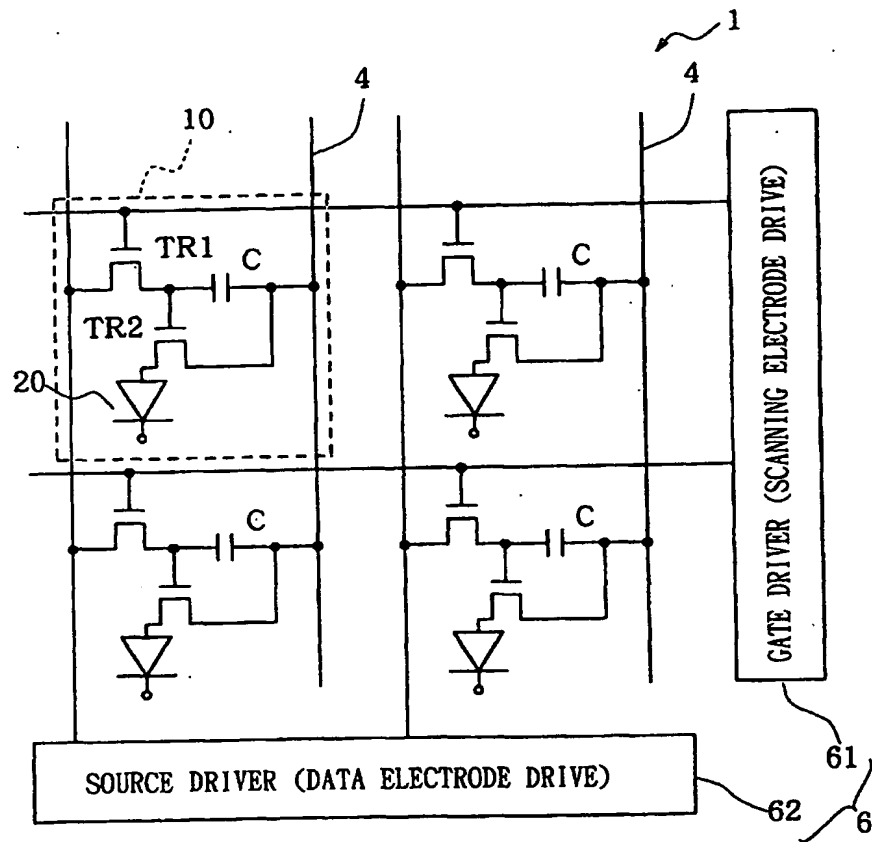 1
4
4
10
TR1
C
C
TR2
20
C
C
GATE DRIVER (SCANNING ELECTRODE DRIVE)
SOURCE DRIVER (DATA ELECTRODE DRIVE)
61
62
6